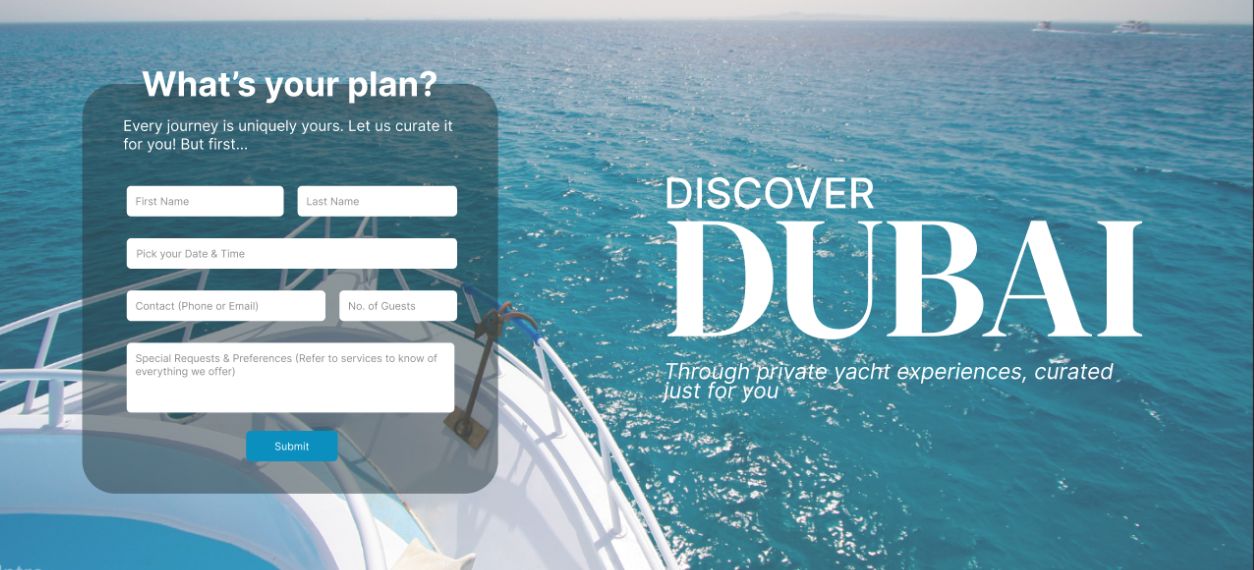 What's your plan?
Every journey is uniquely yours. Let us curate it
for you! But first...
First Name
Last Name
Pick your Date & Time
Contact (Phone or Email)
No. of Guests
Special Requests & Preferences (Refer to services to know of
everything we offer)
Submit
DISCOVER
DUBAI
Through private yacht experiences, curated
just for you